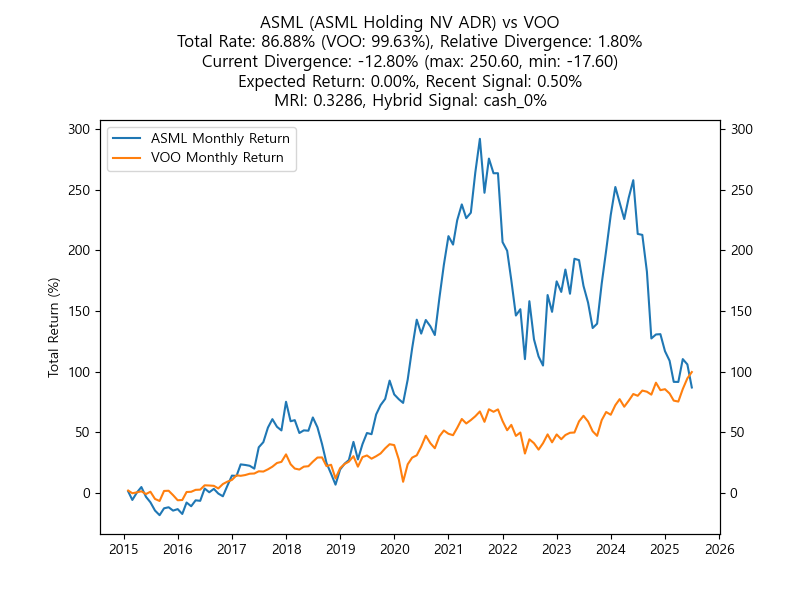 ASML (ASML Holding NV ADR) vs VOO
Total Rate: 86.88% (VOO: 99.63%), Relative Divergence: 1.80%
Current Divergence: -12.80% (max: 250.60, min: -17.60)
Expected Return: 0.00%, Recent Signal: 0.50%
MRI: 0.3286, Hybrid Signal: cash_0%
ASML Monthly Return
VOO Monthly Return
Total Return (%)
300
250
200
150
100
50
0
300
250
200
150
100
50
0
2015 2016 2017 2018 2019 2020 2021 2022 2023 2024 2025 2026